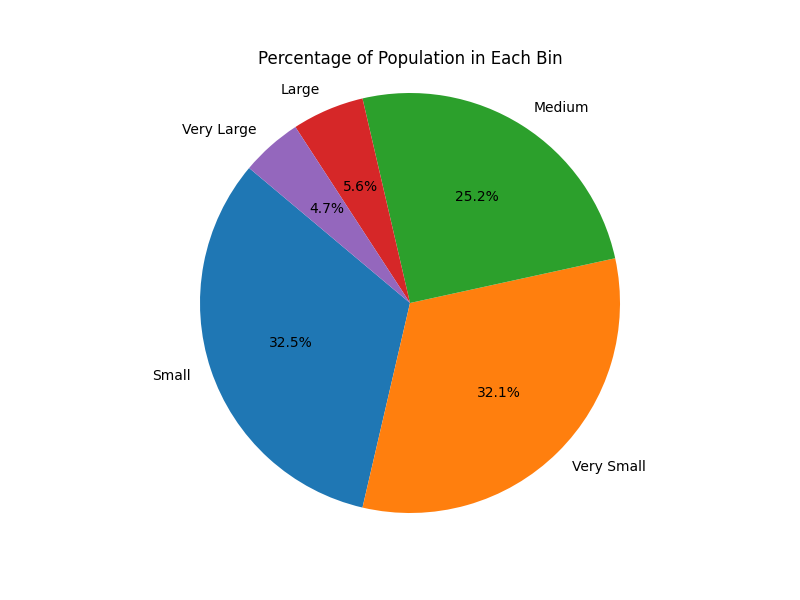 Percentage of Population in Each Bin
Large
Medium
Very Large
5.6%
25.2%
4.7%
32.5%
Small
32.1%
Very Small